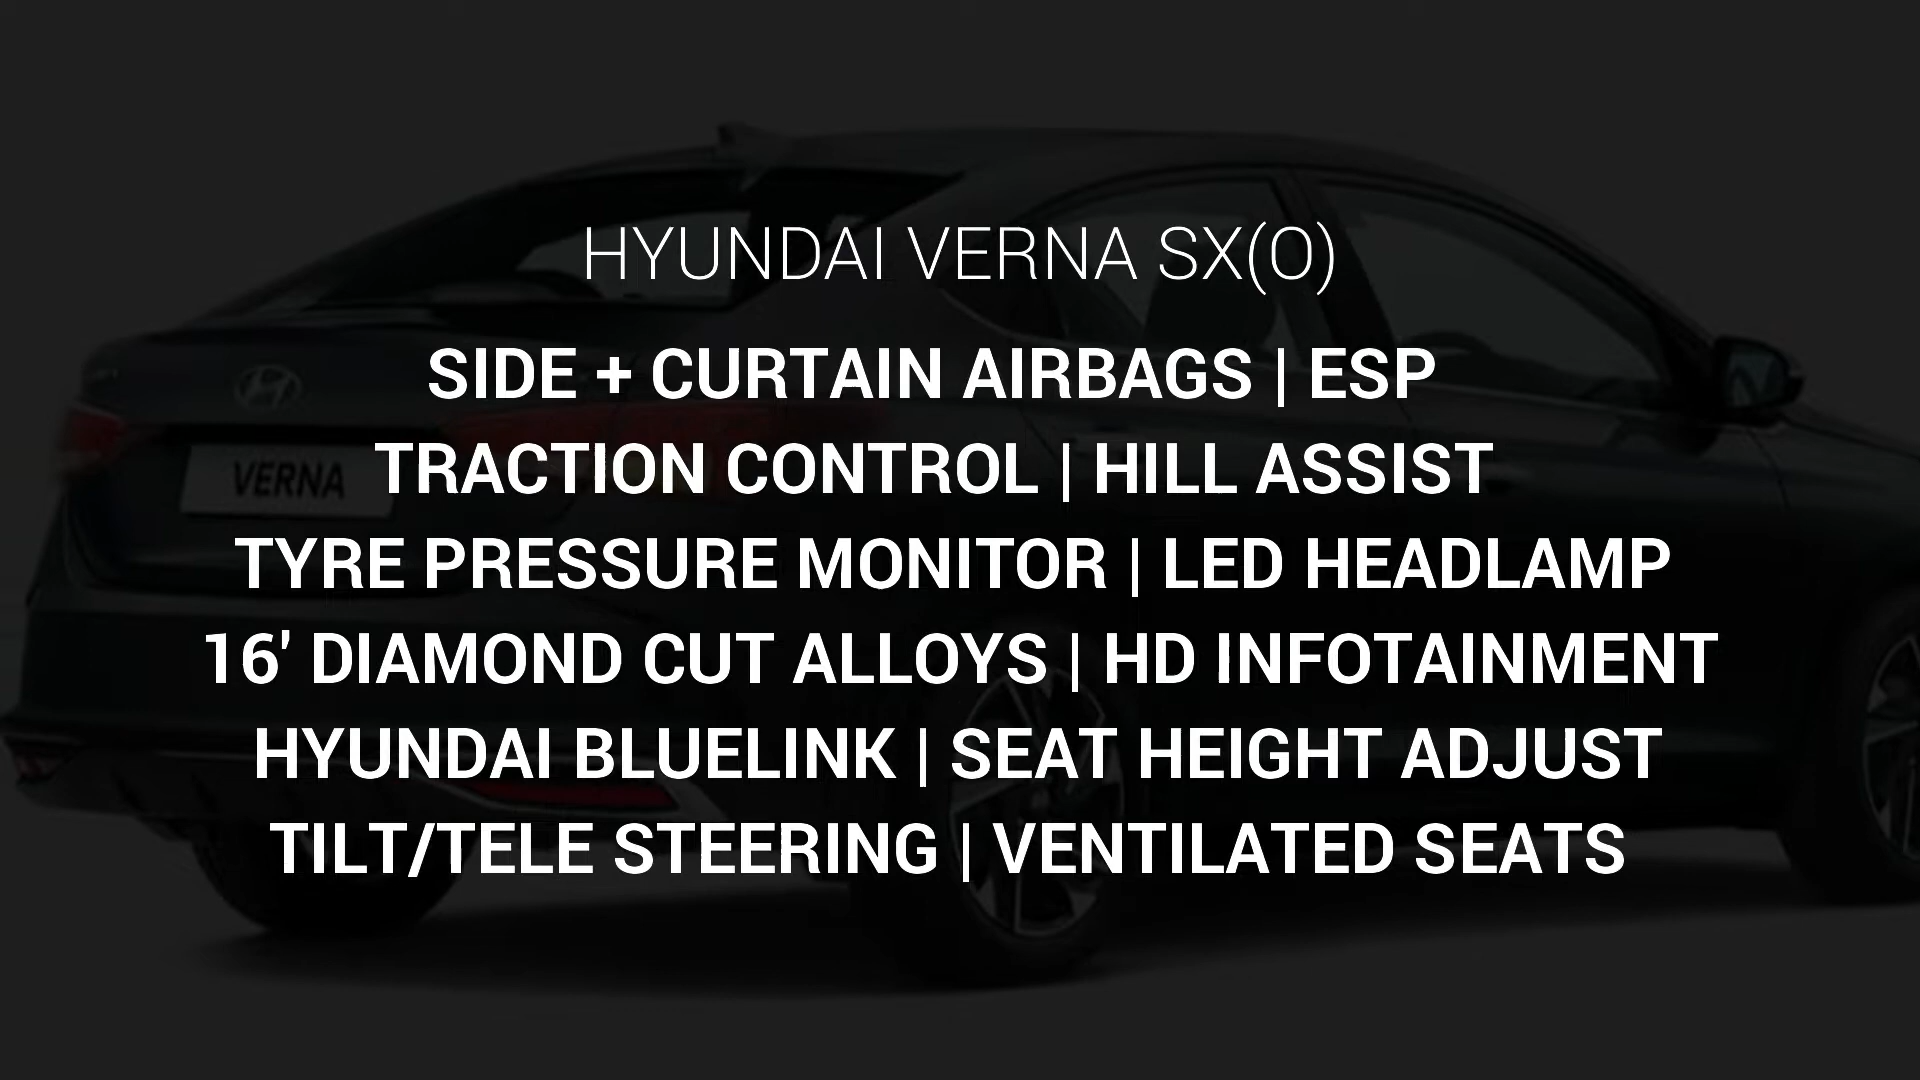 HYUNDAI VERNA SX(O)
SIDE + CURTAIN AIRBAGS | ESP
TRACTION CONTROL | HILL ASSIST
VERNA
TYRE PRESSURE MONITOR | LED HEADLAMP
16' DIAMOND CUT ALLOYS | HD INFOTAINMENT
HYUNDAI BLUELINK | SEAT HEIGHT ADJUST
TILT/TELE STEERING | VENTILATED SEATS